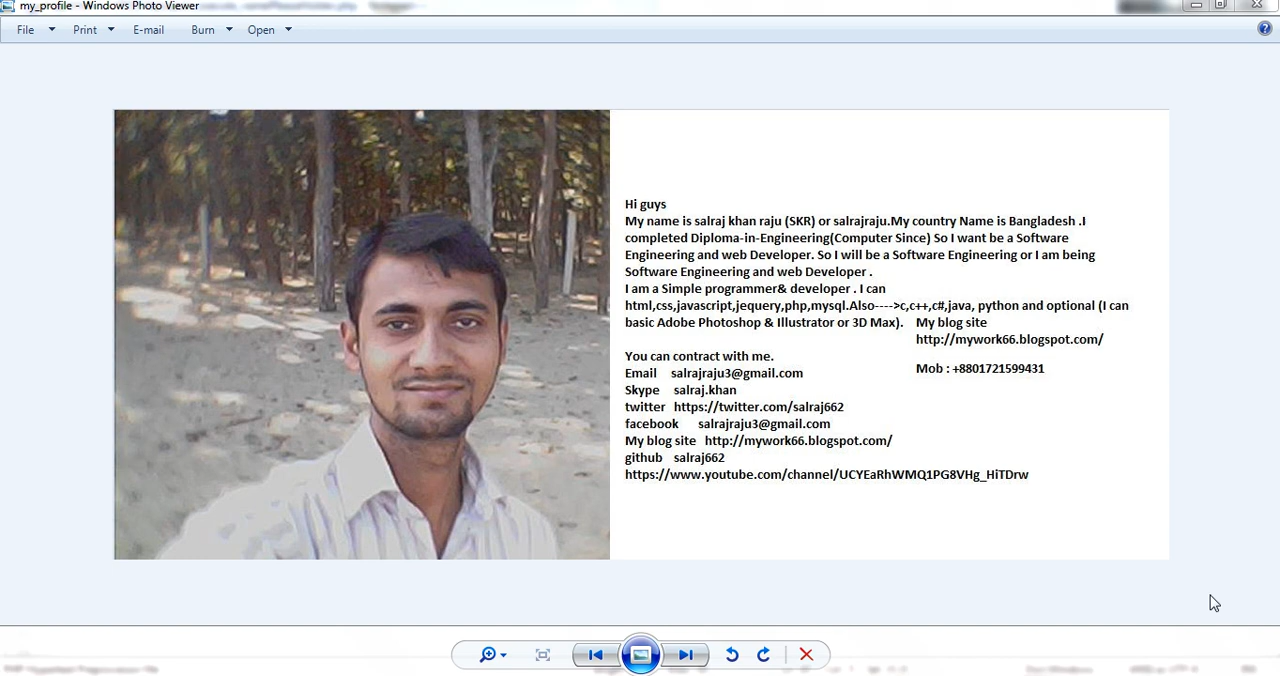 my_profile - Windows Photo Viewer
File Print E-mail Burn Open
Hi guys
My name is salraj khan raju (SKR) or salrajraju.My country Name is Bangladesh .I
completed Diploma-in-Engineering(Computer Since) So I want be a Software
Engineering and web Developer. So I will be a Software Engineering or I am being
Software Engineering and web Developer .
I am a Simple programmer& developer . I can
html,css,javascript,jequery,php,mysql.Also---->c,c++,c#,java, python and optional (I can
basic Adobe Photoshop & Illustrator or 3D Max). My blog site
http://mywork66.blogspot.com/
You can contract with me.
Mob : +8801721599431
Email salrajraju3@gmail.com
Skype salraj.khan
twitter https://twitter.com/salraj662
facebook salrajraju3@gmail.com
My blog site http://mywork66.blogspot.com/
github salraj662
https://www.youtube.com/channel/UCYEaRhWMQ1PG8VHg_HiTDrw